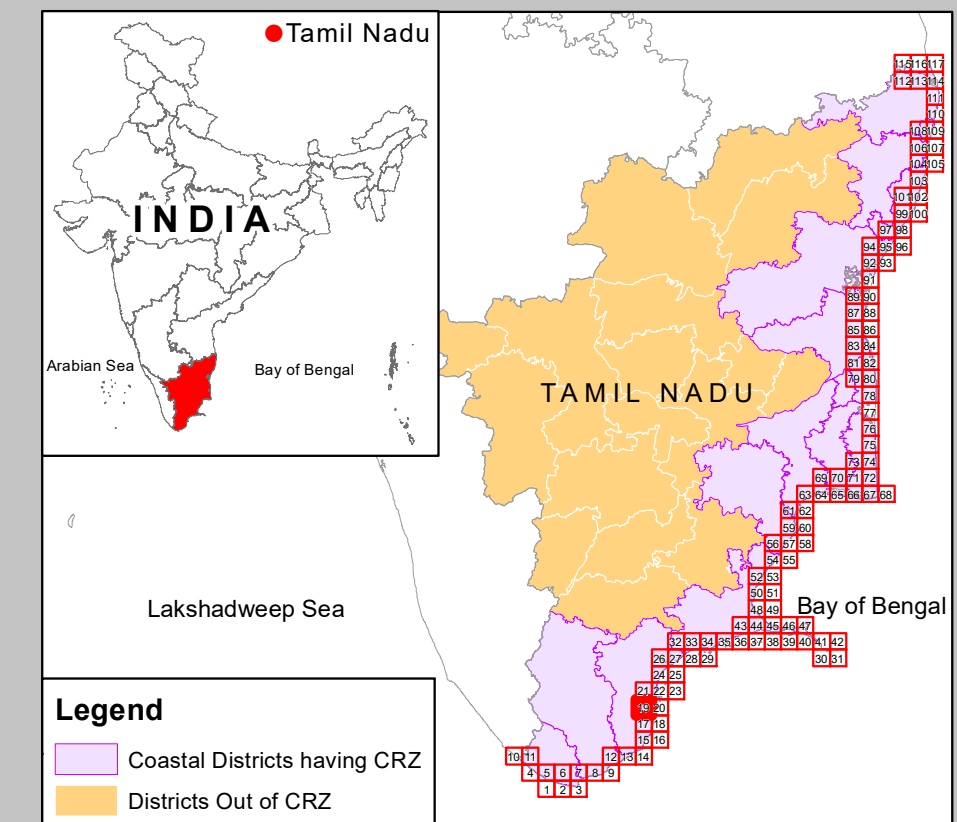 Tamil Nadu
INDIA
Arabian Sea
Bay of Bengal
TAMIL NADU
Lakshadweep Sea
Bay of Bengal
115 116 117
112 113 114
111
110
108 109
106 107
104 105
103
101 102
99 100
97 98
94 95 96
92 93
91
89 90
87 88
85 86
83 84
81 82
79 80
78
77
76
75
73 74
69 70 71 72
63 64 65 66 67 68
61 62
59 60
56 57 58
54 55
52 53
50 51
48 49
43 44 45 46 47
32 33 34 35 36 37 38 39 40 41 42
26 27 28 29 30 31
24 25
21 22 23
19 20
17 18
15 16
10 11 12 13 14
4 5 6 7 8 9
1 2 3
Legend
Coastal Districts having CRZ
Districts Out of CRZ